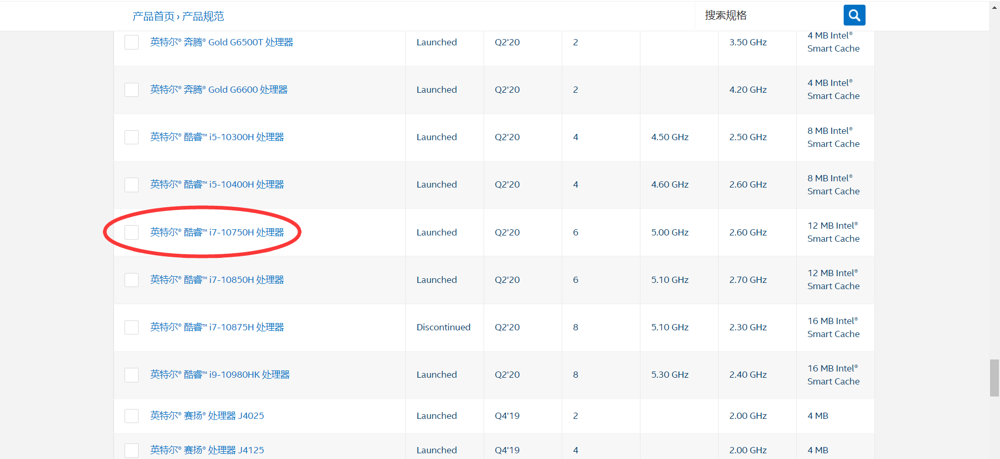 产品首页 › 产品规范
搜索规格
英特尔® 奔腾® Gold G6500T 处理器 Launched Q2'20 2 3.50 GHz 4 MB Intel®
Smart Cache
英特尔® 奔腾® Gold G6600 处理器 Launched Q2'20 2 4.20 GHz 4 MB Intel®
Smart Cache
英特尔® 酷睿™ i5-10300H 处理器 Launched Q2'20 4 4.50 GHz 2.50 GHz 8 MB Intel®
Smart Cache
英特尔® 酷睿™ i5-10400H 处理器 Launched Q2'20 4 4.60 GHz 2.60 GHz 8 MB Intel®
Smart Cache
英特尔® 酷睿™ i7-10750H 处理器 Launched Q2'20 6 5.00 GHz 2.60 GHz 12 MB Intel®
Smart Cache
英特尔® 酷睿™ i7-10850H 处理器 Launched Q2'20 6 5.10 GHz 2.70 GHz 12 MB Intel®
Smart Cache
英特尔® 酷睿™ i7-10875H 处理器 Discontinued Q2'20 8 5.10 GHz 2.30 GHz 16 MB Intel®
Smart Cache
英特尔® 酷睿™ i9-10980HK 处理器 Launched Q2'20 8 5.30 GHz 2.40 GHz 16 MB Intel®
Smart Cache
英特尔® 赛扬® 处理器 J4025 Launched Q4'19 2 2.00 GHz 4 MB
英特尔® 赛扬® 处理器 J4125 Launched Q4'19 4 2.00 GHz 4 MB